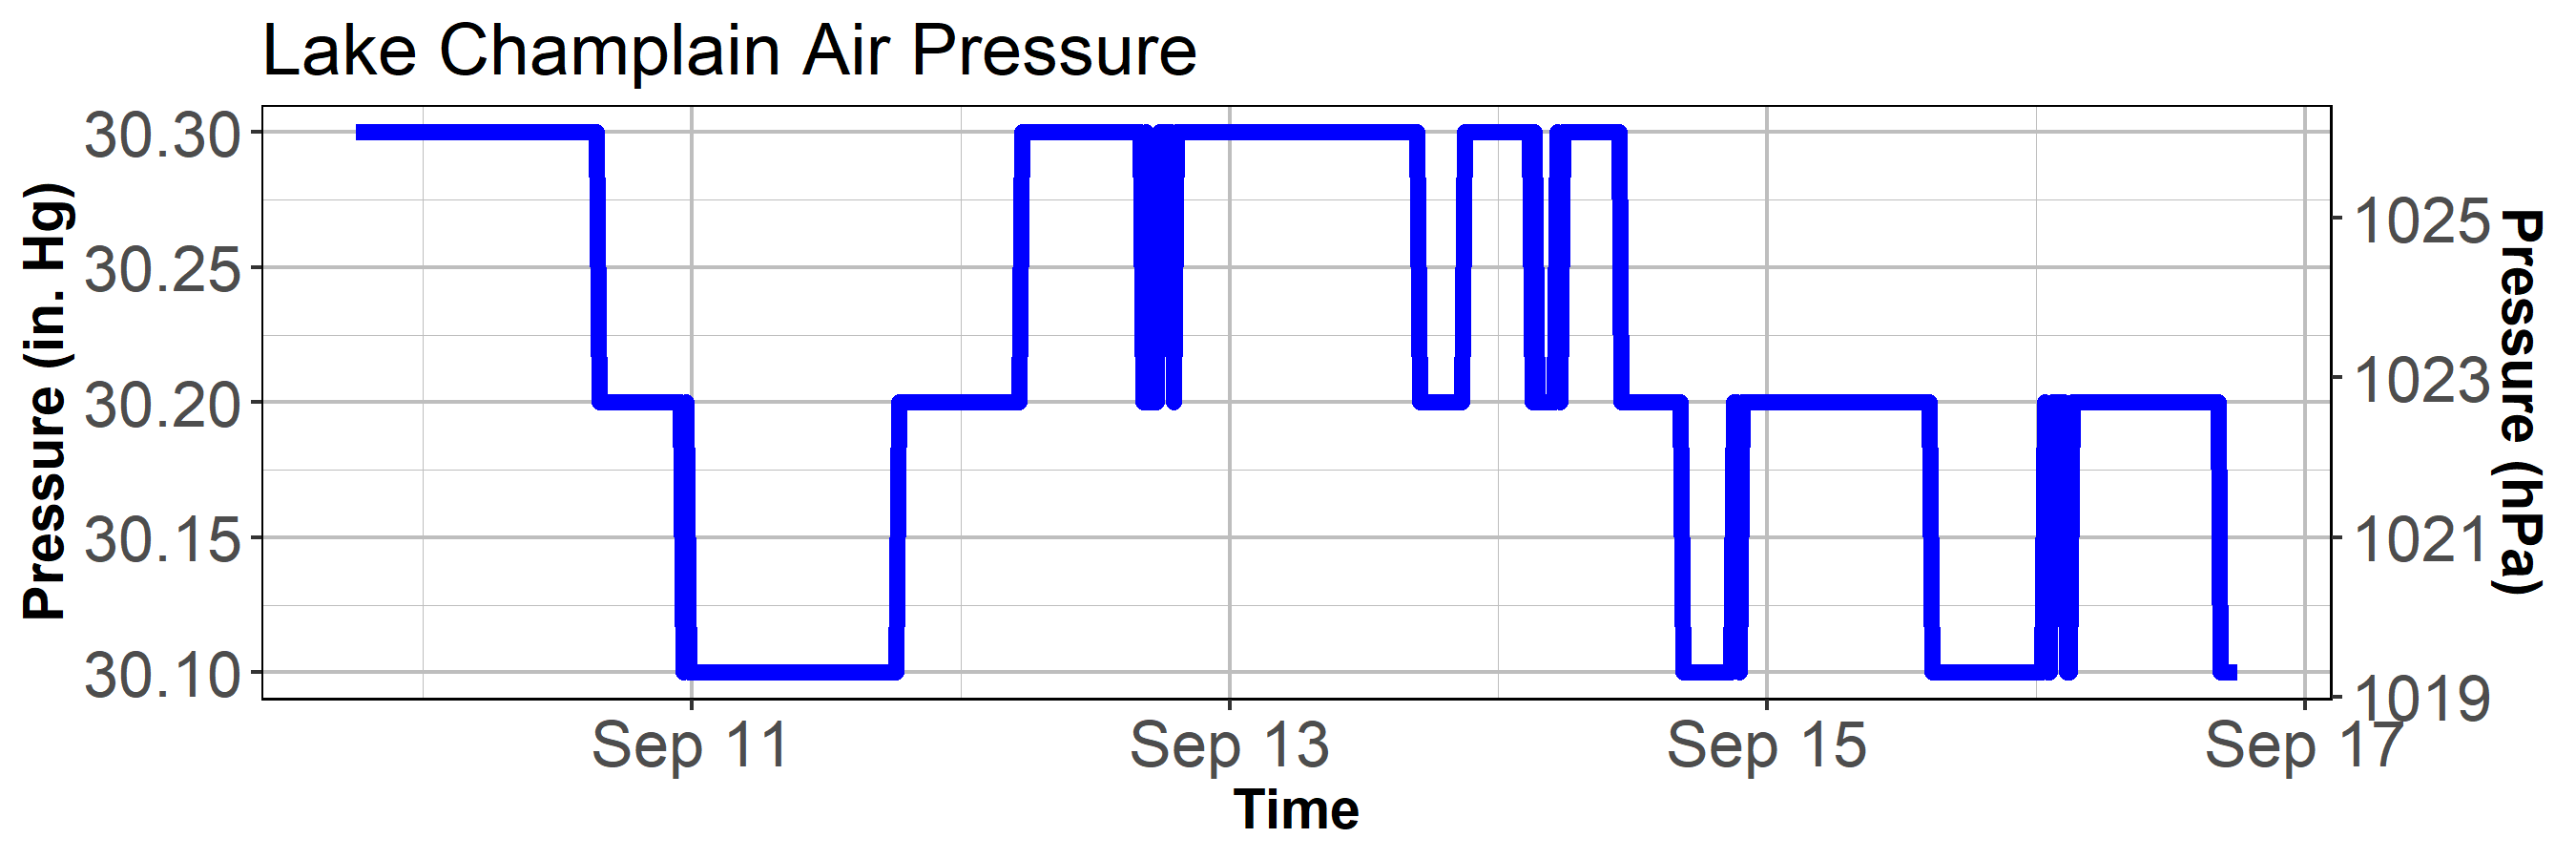 Lake Champlain Air Pressure
Pressure (in. Hg)
30.30
30.25
30.20
30.15
30.10
1025
1023
1021
1019
Pressure (hPa)
Sep 11
Sep 13
Sep 15
Sep 17
Time